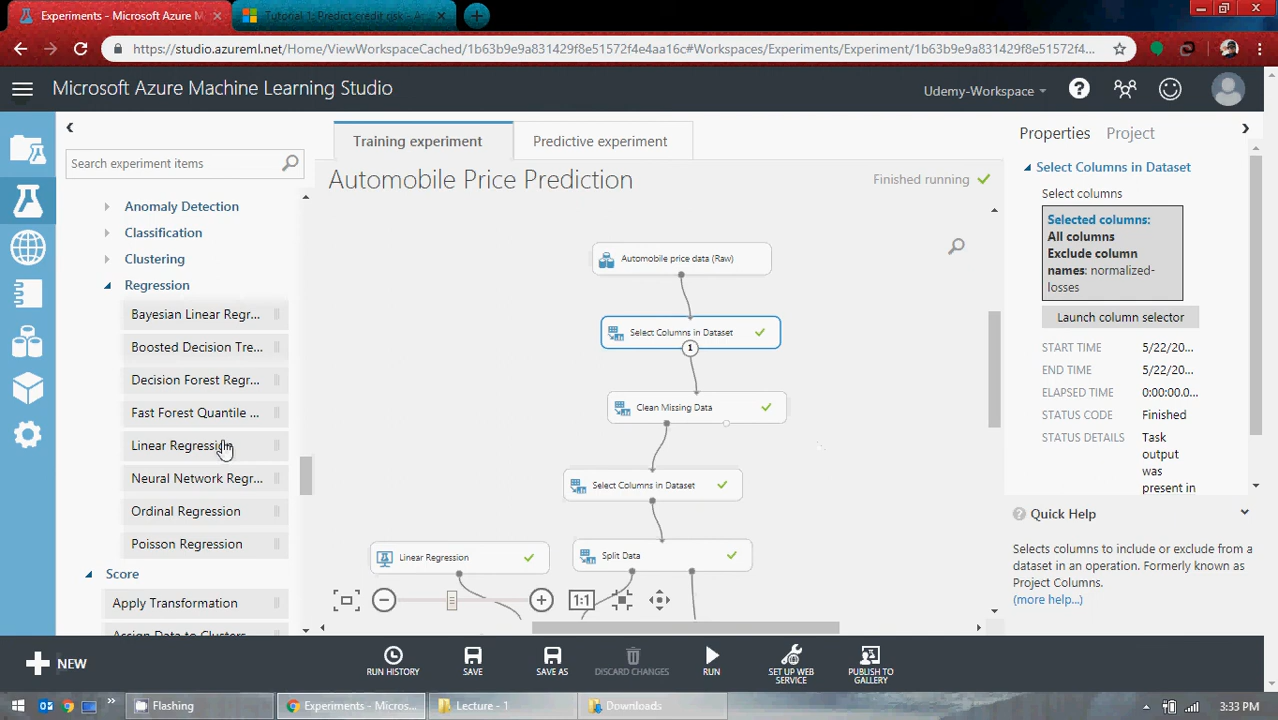 Experiments - Microsoft Azure M
Tutorial 1: Predict credit risk - A
https://studio.azureml.net/Home/ViewWorkspaceCached/1b63b9e9a831429f8e51572f4e4aa16c#Workspaces/Experiments/Experiment/1b63b9e9a831429f8e51572f4...
Microsoft Azure Machine Learning Studio
Udemy-Workspace
Search experiment items
Anomaly Detection
Classification
Clustering
Regression
Bayesian Linear Regr...
Boosted Decision Tre...
Decision Forest Regr...
Fast Forest Quantile ...
Linear Regression
Neural Network Regr...
Ordinal Regression
Poisson Regression
Score
Apply Transformation
Assign Data to Clusters
Training experiment
Predictive experiment
Automobile Price Prediction
Finished running
Automobile price data (Raw)
Select Columns in Dataset
1
Clean Missing Data
Select Columns in Dataset
Linear Regression
Split Data
1:1
Properties
Project
Select Columns in Dataset
Select columns
Selected columns:
All columns
Exclude column
names: normalized-
losses
Launch column selector
START TIME 5/22/20...
END TIME 5/22/20...
ELAPSED TIME 0:00:00.0...
STATUS CODE Finished
STATUS DETAILS Task
output
was
present in
Quick Help
Selects columns to include or exclude from a
dataset in an operation. Formerly known as
Project Columns.
(more help...)
NEW
RUN HISTORY
SAVE
SAVE AS
DISCARD CHANGES
RUN
SET UP WEB
SERVICE
PUBLISH TO
GALLERY
Flashing
Experiments - Micros...
Lecture - 1
Downloads
3:33 PM